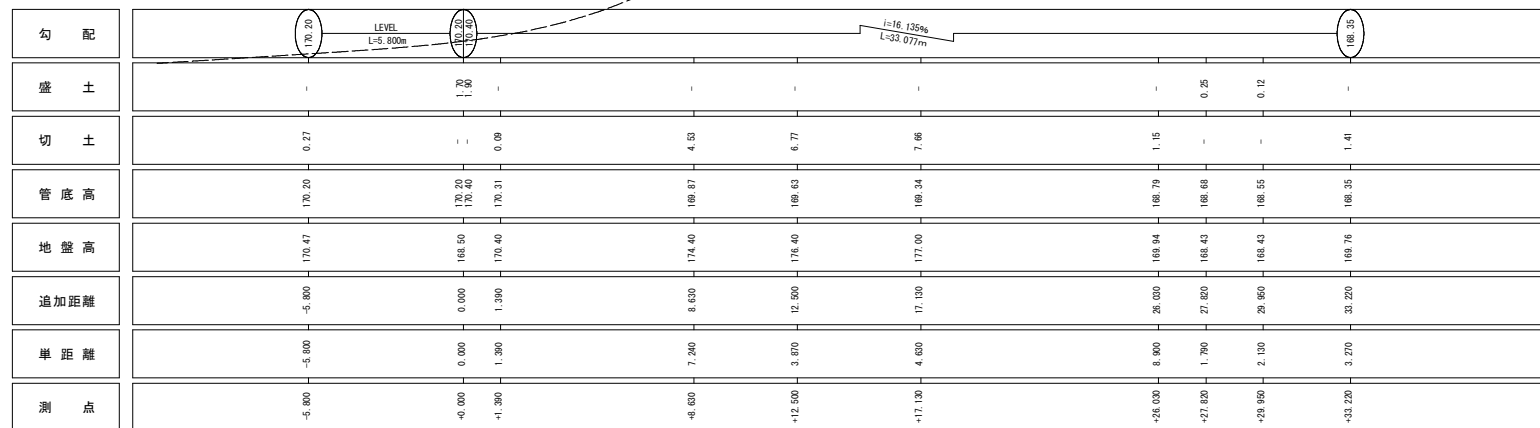 勾配 170.20 LEVEL L=5.800m 170.20 170.40 i=16.135% L=33.077m 168.35
盛土 - 1.70 1.90 - - - - - 0.25 0.12 -
切土 0.27 - - 0.09 4.53 6.77 7.66 1.15 - - 1.41
管底高 170.20 170.20 170.40 170.31 169.87 169.63 169.34 168.79 168.68 168.55 168.35
地盤高 170.47 168.50 170.40 174.40 176.40 177.00 169.94 168.43 168.43 169.76
追加距離 -5.800 0.000 1.390 8.630 12.500 17.130 26.030 27.820 29.950 33.220
単距離 -5.800 0.000 1.390 7.240 3.870 4.630 8.900 1.790 2.130 3.270
測点 -5.800 +0.000 +1.390 +8.630 +12.500 +17.130 +26.030 +27.820 +29.950 +33.220